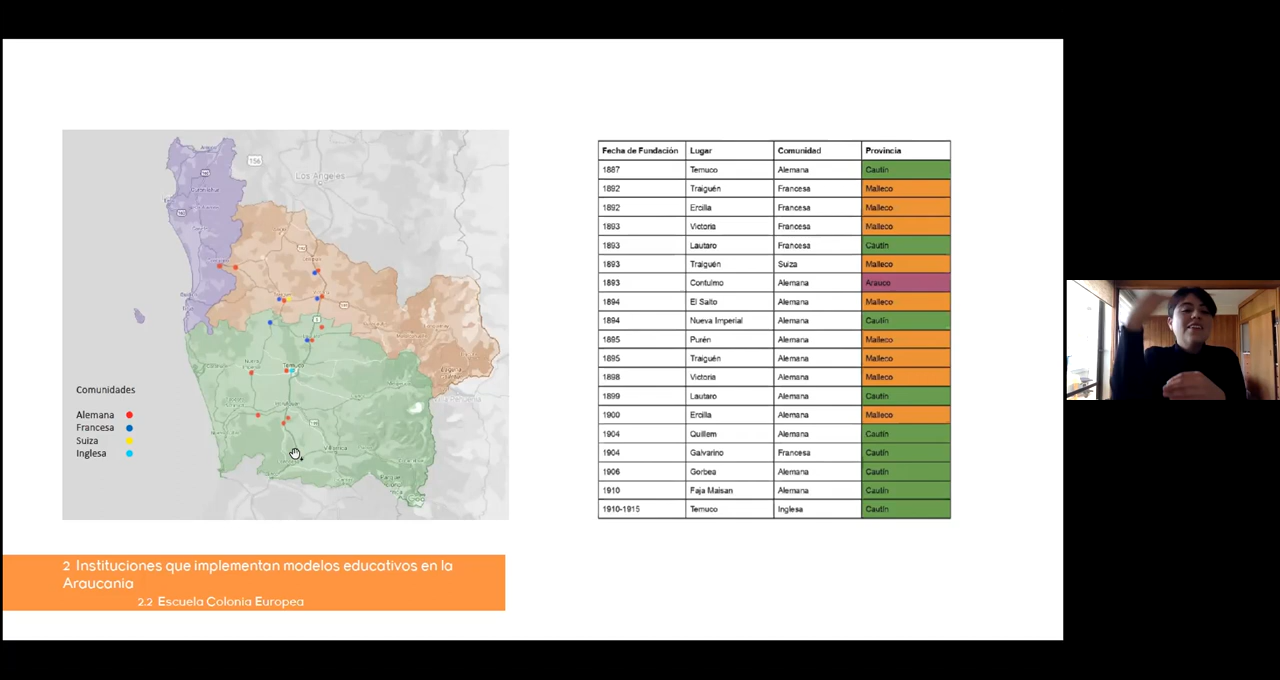 156
Los Angeles
Temuco
Villarrica
Comunidades
Alemana
Francesa
Suiza
Inglesa
Fecha de Fundación Lugar Comunidad Provincia
1887 Temuco Alemana Cautín
1892 Traiguén Francesa Malleco
1892 Ercilla Francesa Malleco
1893 Victoria Francesa Malleco
1893 Lautaro Francesa Cautín
1893 Traiguén Suiza Malleco
1893 Contulmo Alemana Arauco
1894 El Salto Alemana Malleco
1894 Nueva Imperial Alemana Cautín
1895 Purén Alemana Malleco
1895 Traiguén Alemana Malleco
1898 Victoria Alemana Malleco
1899 Lautaro Alemana Cautín
1900 Ercilla Alemana Malleco
1904 Quillem Alemana Cautín
1904 Galvarino Francesa Cautín
1906 Gorbea Alemana Cautín
1910 Faja Maisan Alemana Cautín
1910-1915 Temuco Inglesa Cautín
2 Instituciones que implementan modelos educativos en la
Araucanía
2.2 Escuela Colonia Europea